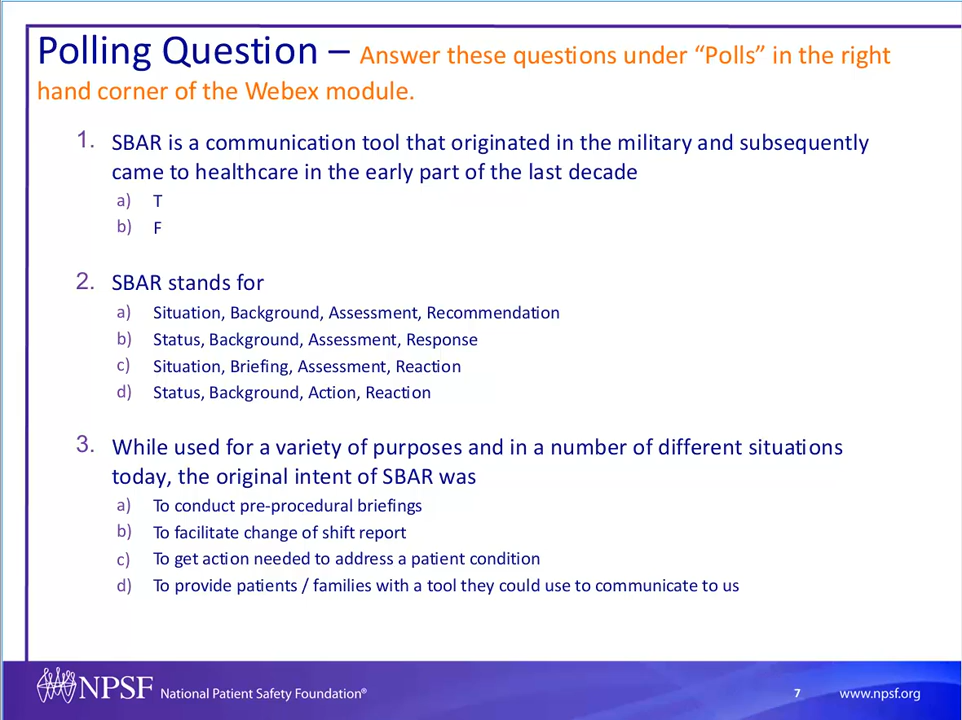 Polling Question – Answer these questions under “Polls” in the right
hand corner of the Webex module.
1. SBAR is a communication tool that originated in the military and subsequently
came to healthcare in the early part of the last decade
a) T
b) F
2. SBAR stands for
a) Situation, Background, Assessment, Recommendation
b) Status, Background, Assessment, Response
c) Situation, Briefing, Assessment, Reaction
d) Status, Background, Action, Reaction
3. While used for a variety of purposes and in a number of different situations
today, the original intent of SBAR was
a) To conduct pre-procedural briefings
b) To facilitate change of shift report
c) To get action needed to address a patient condition
d) To provide patients / families with a tool they could use to communicate to us
NPSF National Patient Safety Foundation® 7 www.npsf.org